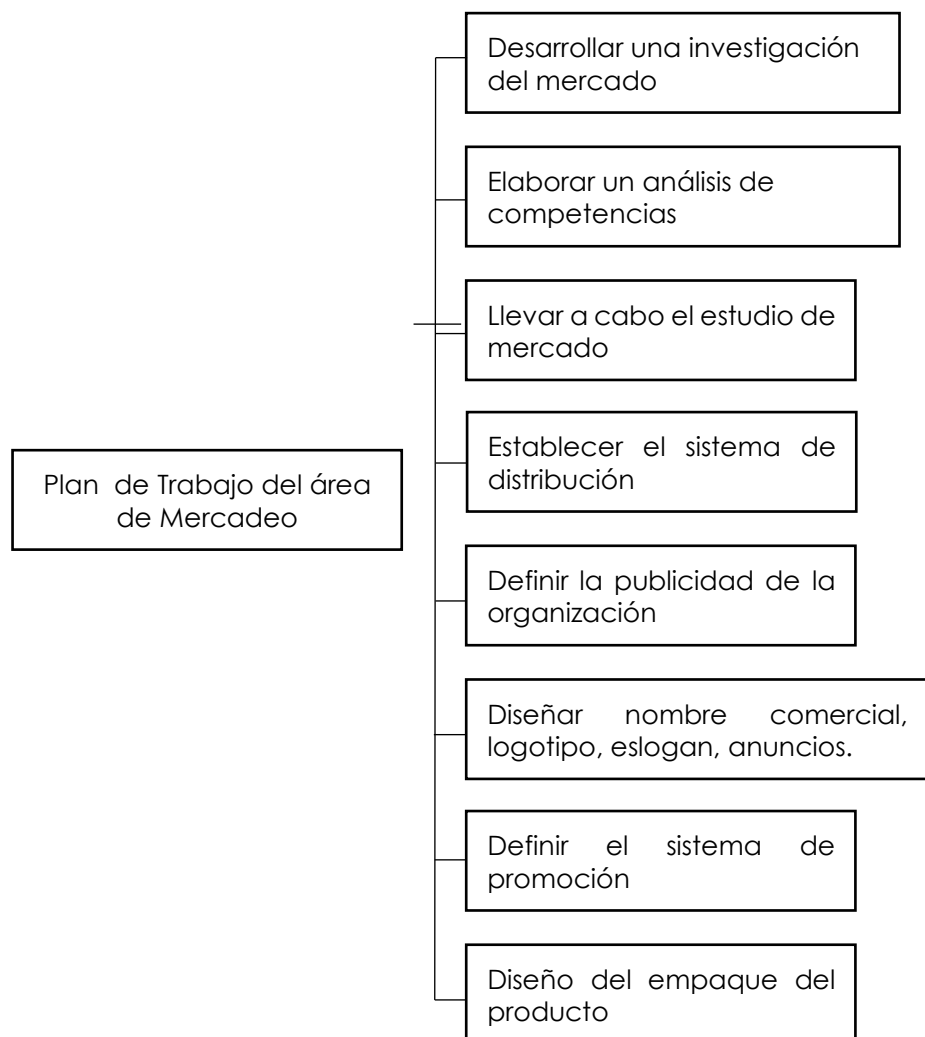 Desarrollar una investigación
del mercado
Elaborar un análisis de
competencias
Llevar a cabo el estudio de
mercado
Plan de Trabajo del área
de Mercadeo
Establecer el sistema de
distribución
Definir la publicidad de la
organización
Diseñar nombre comercial,
logotipo, eslogan, anuncios.
Definir el sistema de
promoción
Diseño del empaque del
producto